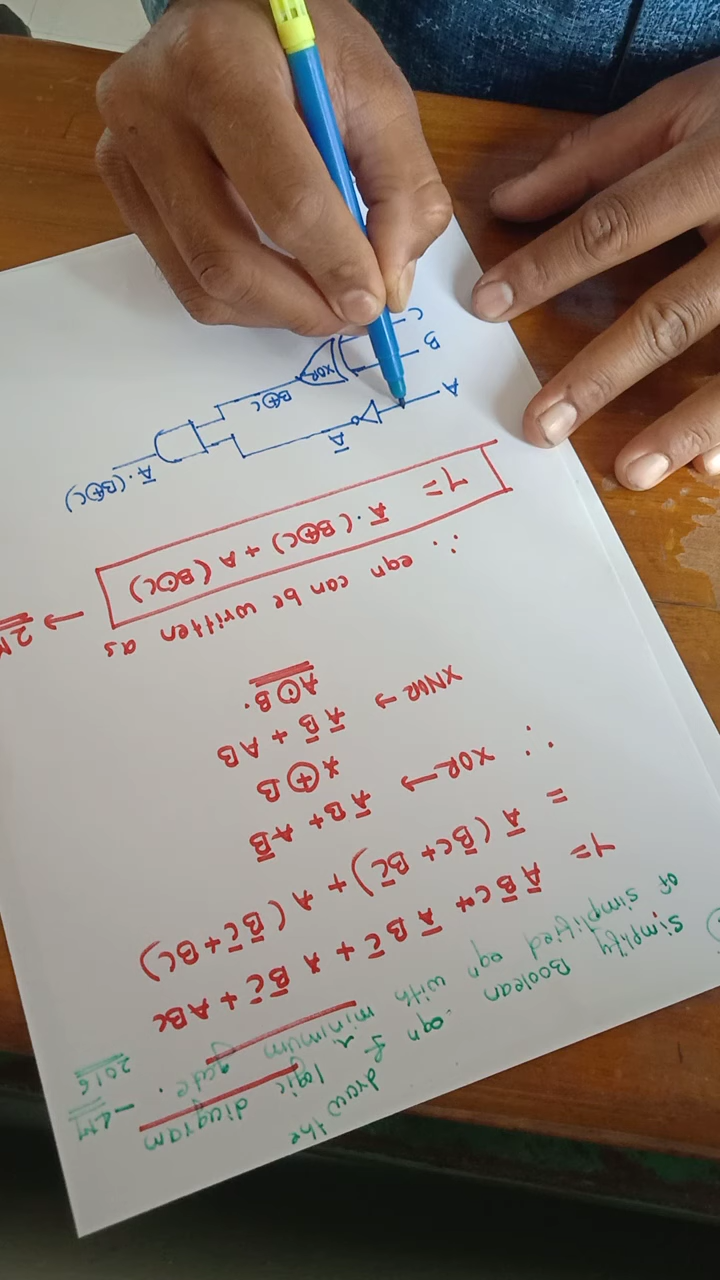 simplify Boolean eqn & draw the logic diagram
of simplified eqn with minimum gate. -4M
2016
Y= A̅B̅C + A̅BC̅ + AB̅C̅ + ABC
= A̅(B̅C + BC̅) + A(B̅C̅ + BC)
∴ XOR → A̅B + AB̅
A⊕B
XNOR → A̅B̅ + AB
A⊙B.
∴ eqn can be written as
Y= A̅·(B⊕C) + A(B⊙C) → 2M
A
A̅
B
C
XOR
B⊕C
A̅·(B⊕C)